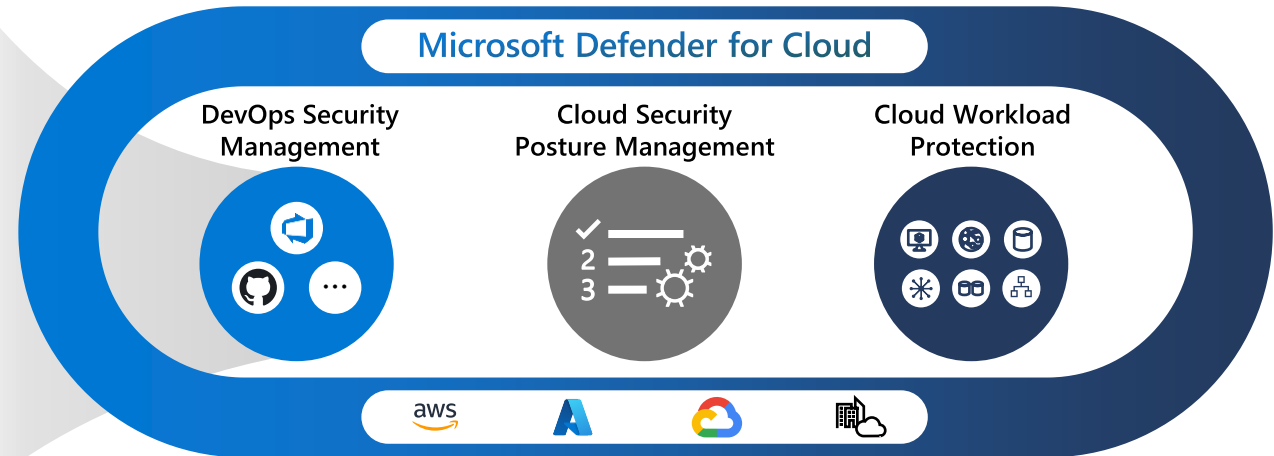 Microsoft Defender for Cloud
DevOps Security
Management
Cloud Security
Posture Management
Cloud Workload
Protection
2
3
aws